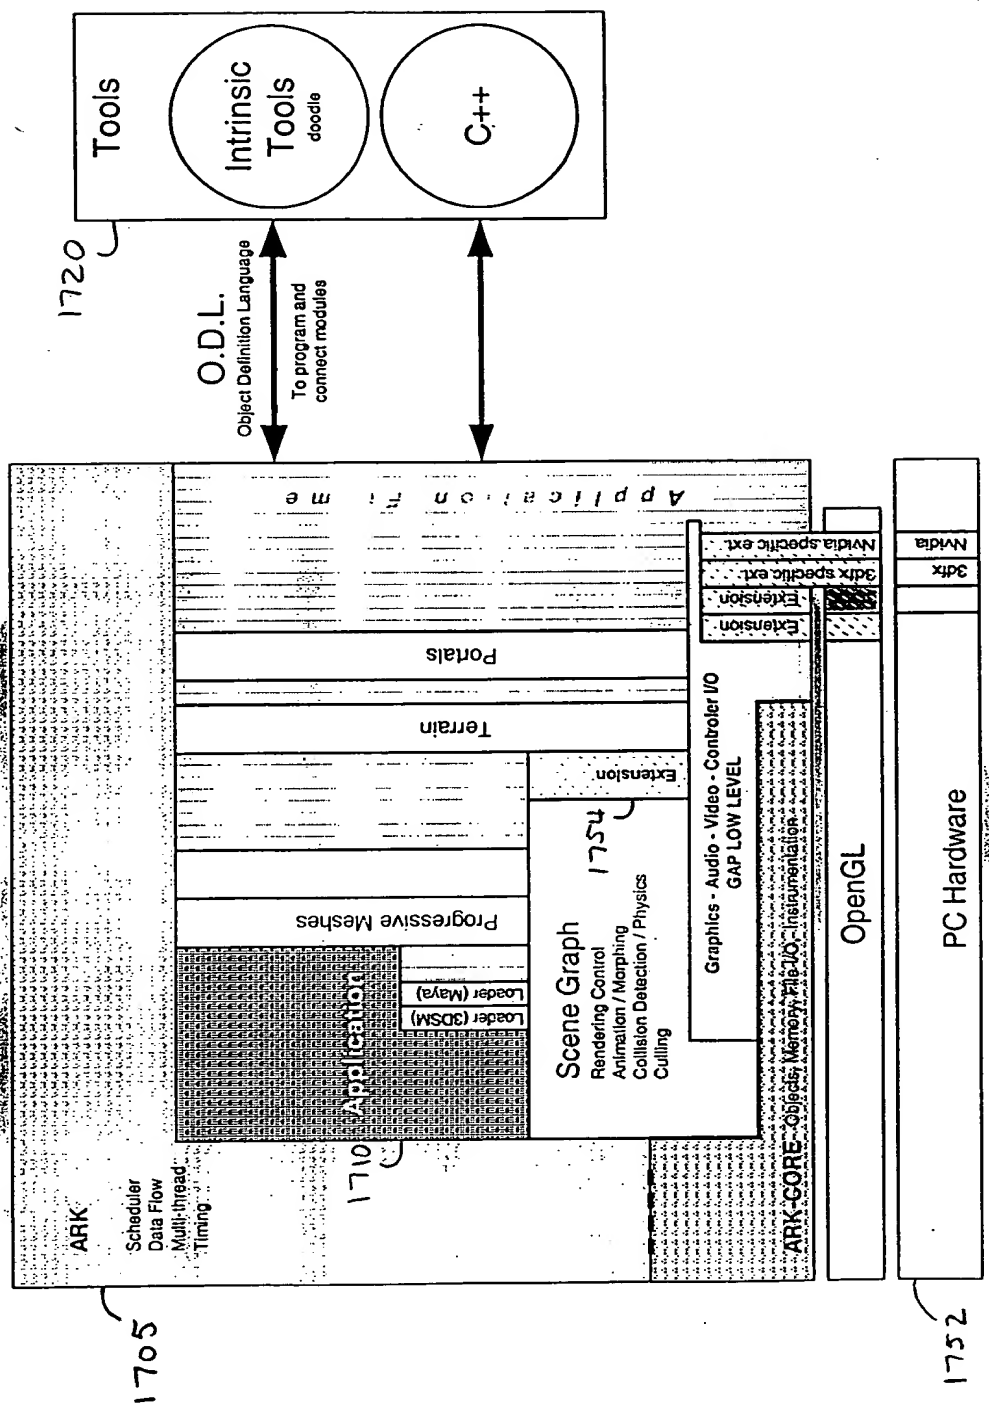 1705
ARK
Scheduler
Data Flow
Multi-thread
Timing
1710
Application
Loader (3DSM)
Loader (Maya)
Progressive Meshes
Terrain
Portals
Application Time
Scene Graph
Rendering Control
Animation / Morphing
Collision Detection / Physics
Culling
1754
Extension
Graphics - Audio - Video - Controler I/O
GAP LOW LEVEL
Extension
Extension
3dfx specific ext.
Nvidia specific ext.
ARK-CORE Objects, Memory, File I/O, Instrumentation
OpenGL
1752
PC Hardware
3dfx
Nvidia
O.D.L.
Object Definition Language
To program and
connect modules
1720
Tools
Intrinsic
Tools
doodle
C++